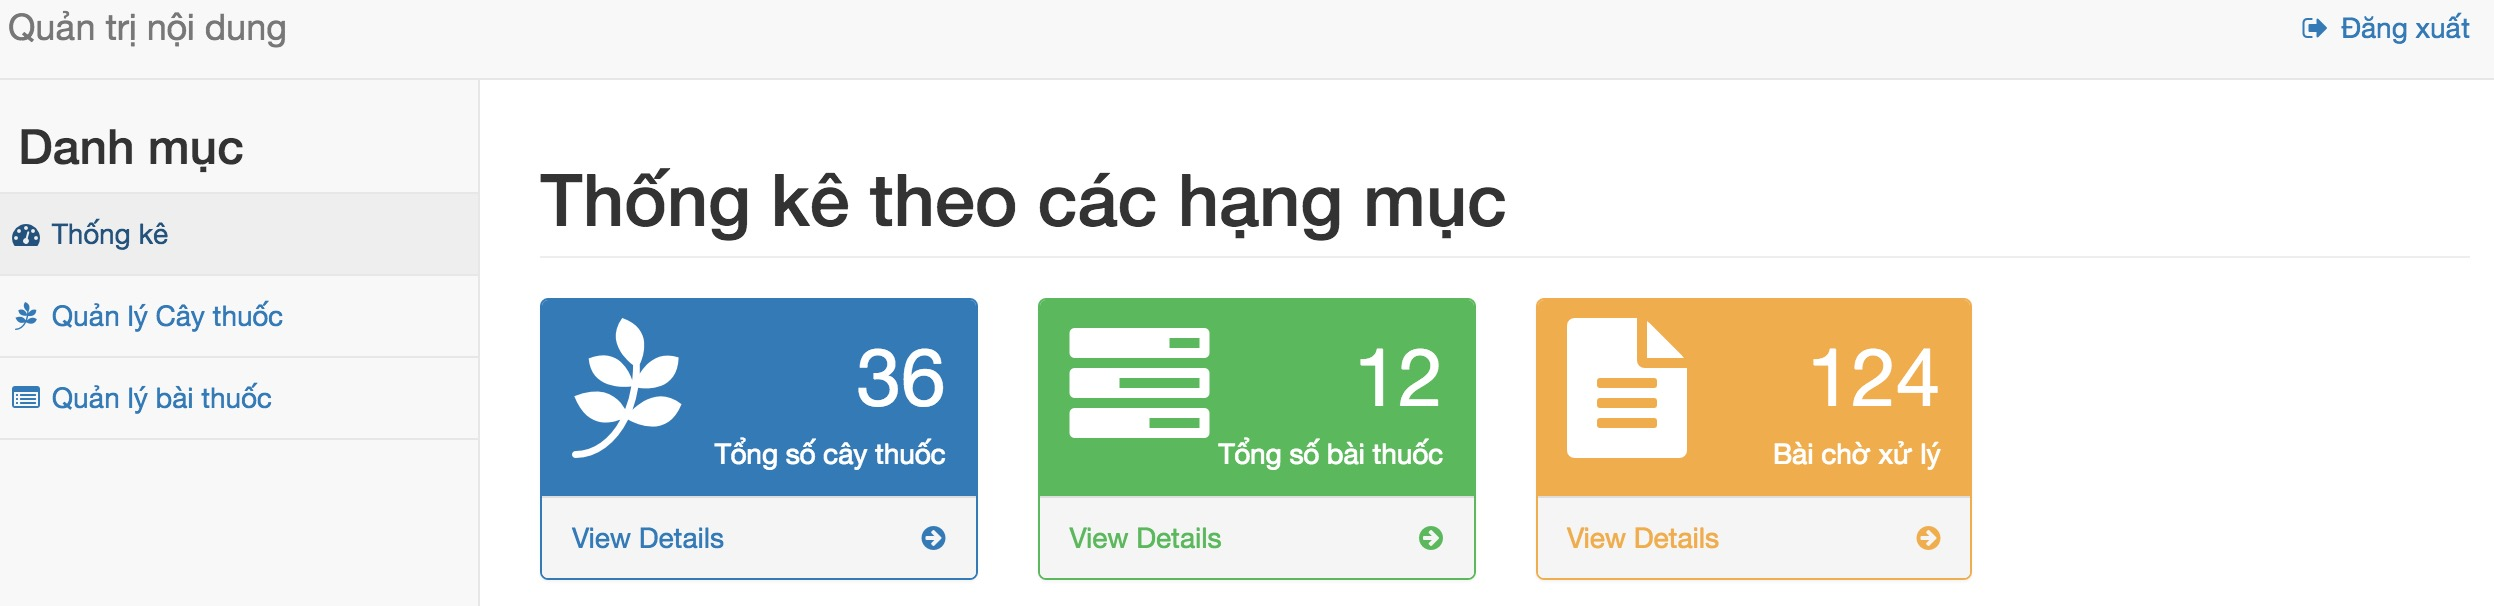 Quản trị nội dung
Đăng xuất
Danh mục
Thống kê
Quản lý Cây thuốc
Quản lý bài thuốc
Thống kê theo các hạng mục
36
Tổng số cây thuốc
View Details
12
Tổng số bài thuốc
View Details
124
Bài chờ xử lý
View Details